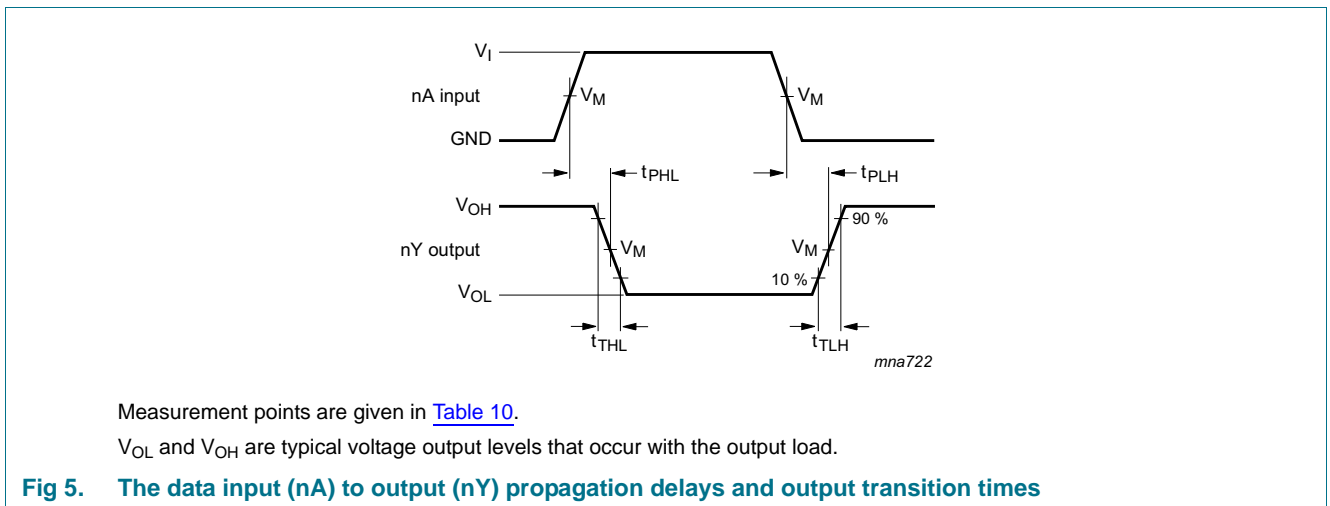 VI
nA input
VM
VM
GND
tPHL
tPLH
VOH
90 %
nY output
VM
VM
10 %
VOL
tTHL
tTLH
mna722
Measurement points are given in Table 10.
VOL and VOH are typical voltage output levels that occur with the output load.
Fig 5. The data input (nA) to output (nY) propagation delays and output transition times